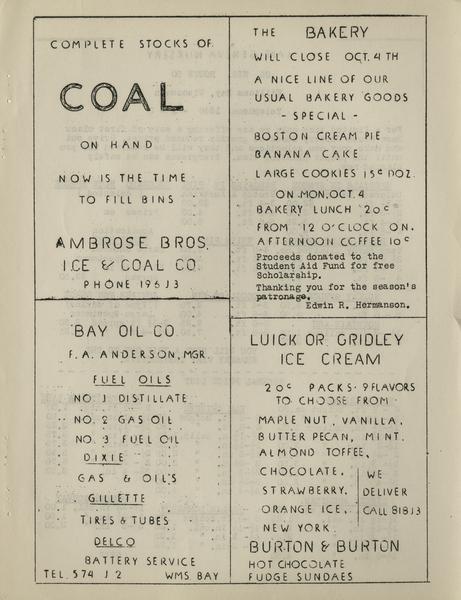 COMPLETE STOCKS OF
COAL
ON HAND
NOW IS THE TIME
TO FILL BINS
AMBROSE BROS.
ICE & COAL CO
PHONE 196J3
BAY OIL CO.
F. A. ANDERSON, MGR.
FUEL OILS
NO. 1 DISTILLATE
NO. 2 GAS OIL
NO. 3 FUEL OIL
DIXIE
GAS & OILS
GILLETTE
TIRES & TUBES
DELCO
BATTERY SERVICE
TEL. 574 J 2 WMS. BAY
THE BAKERY
WILL CLOSE OCT. 4 TH
A NICE LINE OF OUR
USUAL BAKERY GOODS
- SPECIAL -
BOSTON CREAM PIE
BANANA CAKE
LARGE COOKIES 15¢ DOZ.
ON MON, OCT. 4
BAKERY LUNCH 20¢
FROM 12 O'CLOCK ON.
AFTERNOON COFFEE 10¢
Proceeds donated to the
Student Aid Fund for free
Scholarship.
Thanking you for the season's
patronage.
Edwin R. Hermanson.
LUICK OR GRIDLEY
ICE CREAM
20¢ PACKS - 9 FLAVORS
TO CHOOSE FROM
MAPLE NUT, VANILLA,
BUTTER PECAN, MINT.
ALMOND TOFFEE,
CHOCOLATE,
STRAWBERRY,
ORANGE ICE,
NEW YORK.
WE
DELIVER
CALL 818J3
BURTON & BURTON
HOT CHOCOLATE
FUDGE SUNDAES